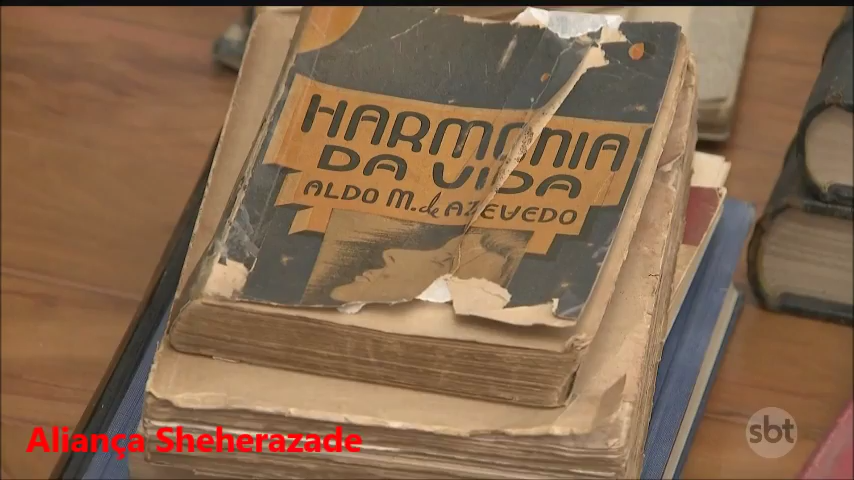 HARMONIA
DA VIDA
ALDO M. de AZEVEDO
Aliança Sheherazade
sbt